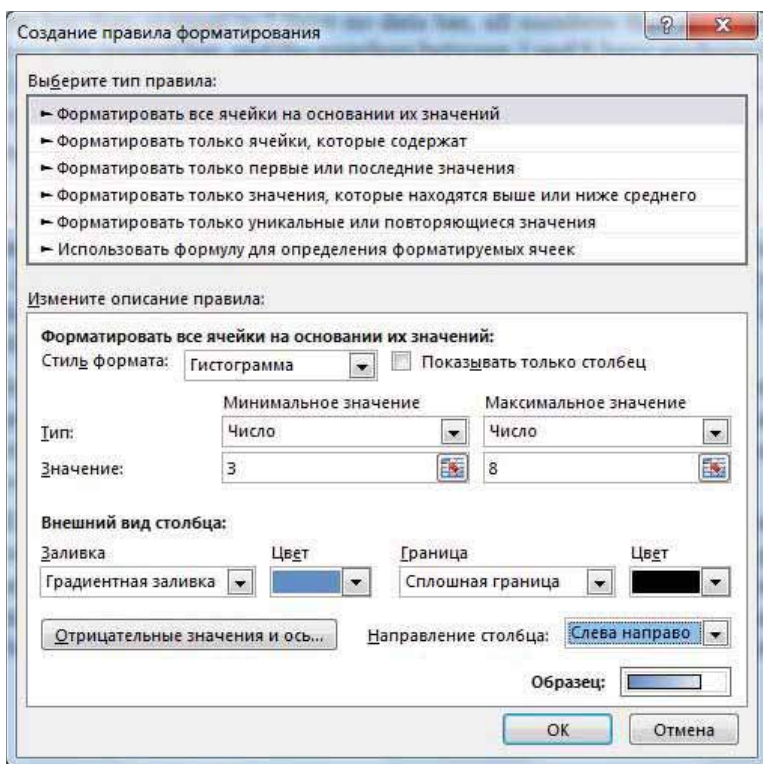 Создание правила форматирования
Выберите тип правила:
► Форматировать все ячейки на основании их значений
► Форматировать только ячейки, которые содержат
► Форматировать только первые или последние значения
► Форматировать только значения, которые находятся выше или ниже среднего
► Форматировать только уникальные или повторяющиеся значения
► Использовать формулу для определения форматируемых ячеек
Измените описание правила:
Форматировать все ячейки на основании их значений:
Стиль формата: Гистограмма Показывать только столбец
Минимальное значение Максимальное значение
Тип: Число Число
Значение: 3 8
Внешний вид столбца:
Заливка Цвет Граница Цвет
Градиентная заливка Сплошная граница
Отрицательные значения и ось... Направление столбца: Слева направо
Образец:
ОК Отмена